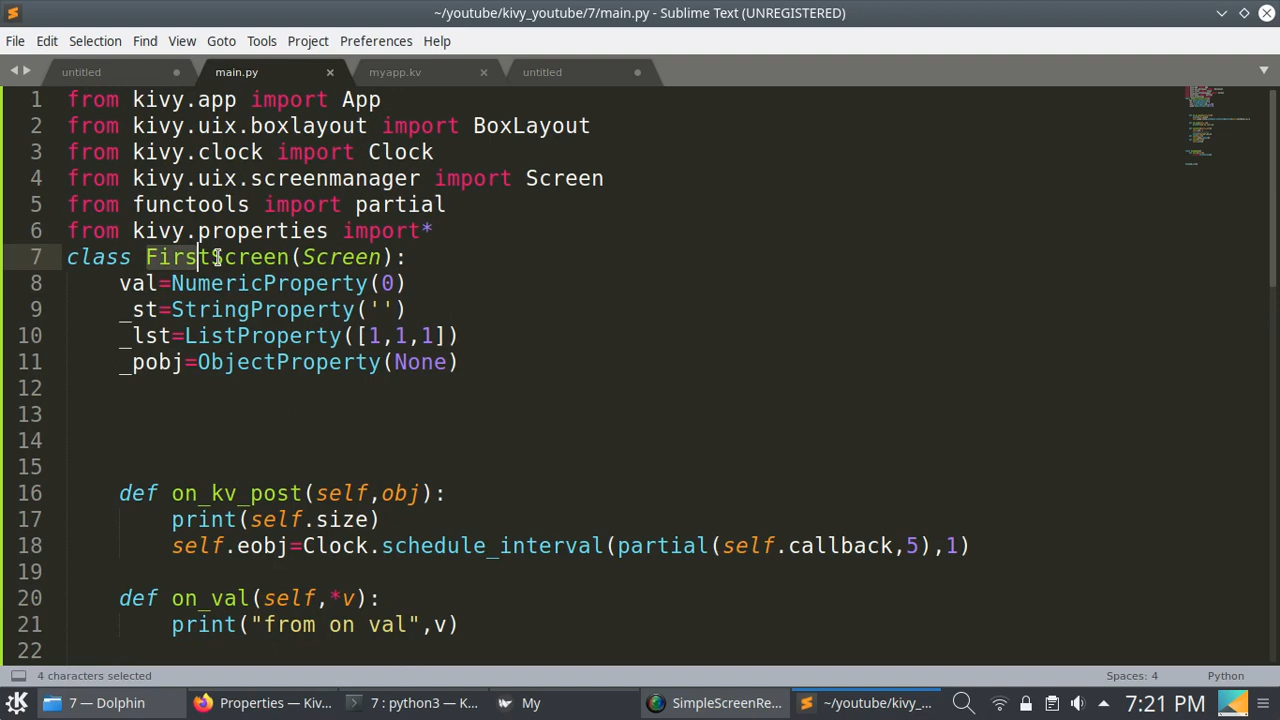 ~/youtube/kivy_youtube/7/main.py - Sublime Text (UNREGISTERED)
File Edit Selection Find View Goto Tools Project Preferences Help
untitled main.py myapp.kv untitled
1 from kivy.app import App
2 from kivy.uix.boxlayout import BoxLayout
3 from kivy.clock import Clock
4 from kivy.uix.screenmanager import Screen
5 from functools import partial
6 from kivy.properties import*
7 class FirstScreen(Screen):
8 val=NumericProperty(0)
9 _st=StringProperty('')
10 _lst=ListProperty([1,1,1])
11 _pobj=ObjectProperty(None)
12
13
14
15
16 def on_kv_post(self,obj):
17 print(self.size)
18 self.eobj=Clock.schedule_interval(partial(self.callback,5),1)
19
20 def on_val(self,*v):
21 print("from on val",v)
22
4 characters selected Spaces: 4 Python
7 — Dolphin Properties — Kiv... 7 : python3 — K... My SimpleScreenRe... ~/youtube/kivy_... 7:21 PM